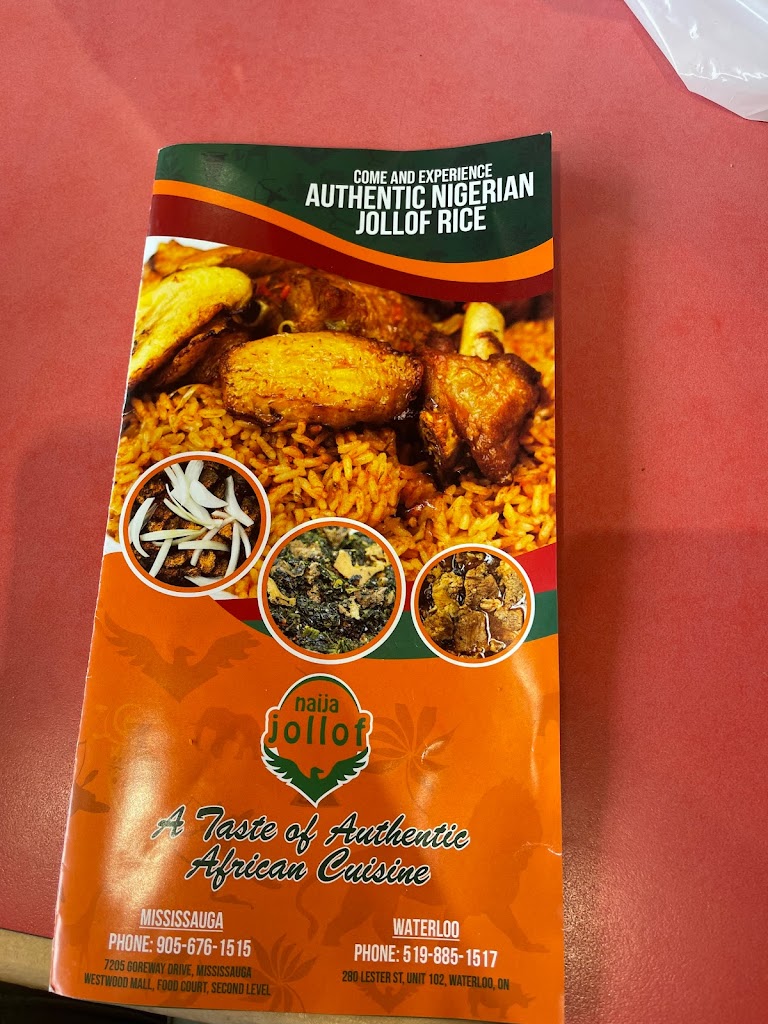 COME AND EXPERIENCE
AUTHENTIC NIGERIAN
JOLLOF RICE
naija
jollof
A Taste of Authentic
African Cuisine
MISSISSAUGA
PHONE: 905-676-1515
7205 GOREWAY DRIVE, MISSISSAUGA
WESTWOOD MALL, FOOD COURT, SECOND LEVEL
WATERLOO
PHONE: 519-885-1517
280 LESTER ST, UNIT 102, WATERLOO, ON